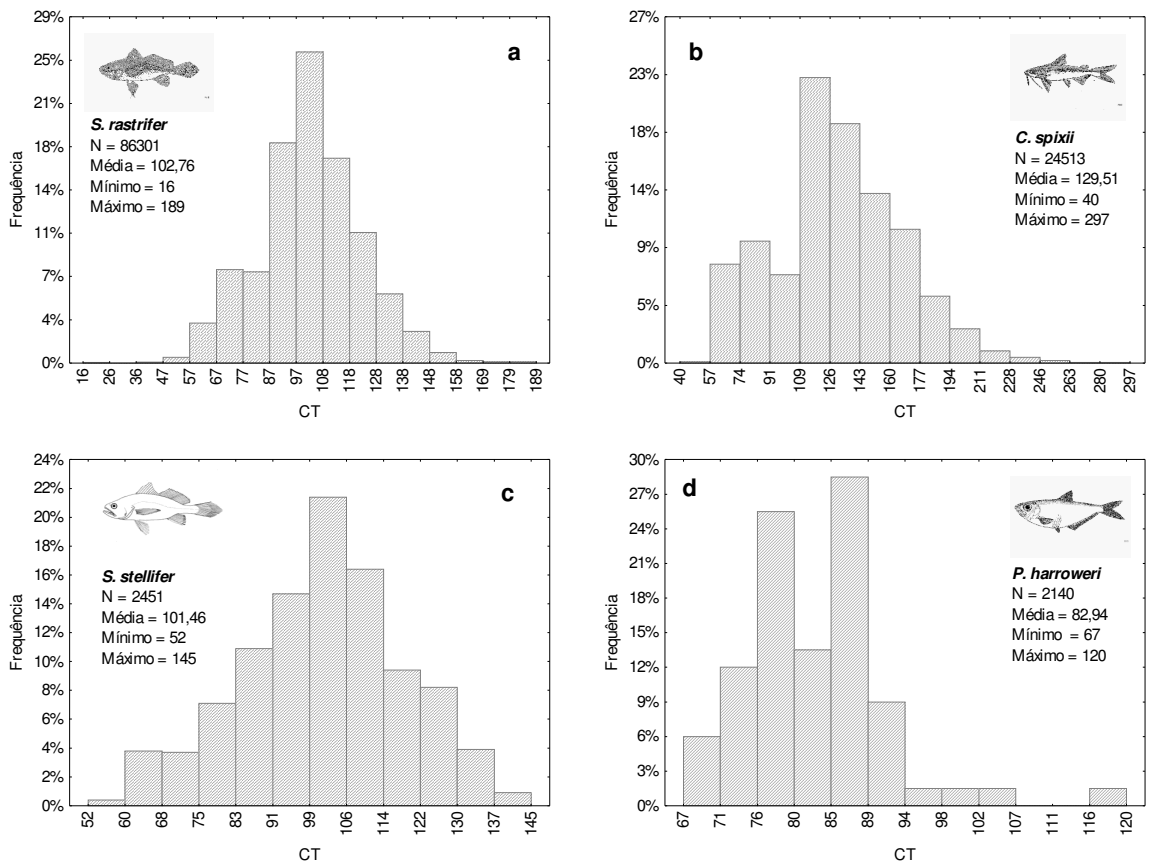 29%
25%
21%
18%
14%
11%
7%
4%
0%
Frequência
a
S. rastrifer
N = 86301
Média = 102,76
Mínimo = 16
Máximo = 189
16 26 36 47 57 67 77 87 97 108 118 128 138 148 158 169 179 189
CT
27%
23%
18%
14%
9%
5%
0%
Frequência
b
C. spixii
N = 24513
Média = 129,51
Mínimo = 40
Máximo = 297
40 57 74 91 109 126 143 160 177 194 211 228 246 263 280 297
CT
24%
22%
20%
18%
16%
14%
12%
10%
8%
6%
4%
2%
0%
Frequência
c
S. stellifer
N = 2451
Média = 101,46
Mínimo = 52
Máximo = 145
52 60 68 75 83 91 99 106 114 122 130 137 145
CT
30%
27%
24%
21%
18%
15%
12%
9%
6%
3%
0%
Frequência
d
P. harroweri
N = 2140
Média = 82,94
Mínimo = 67
Máximo = 120
67 71 76 80 85 89 94 98 102 107 111 116 120
CT